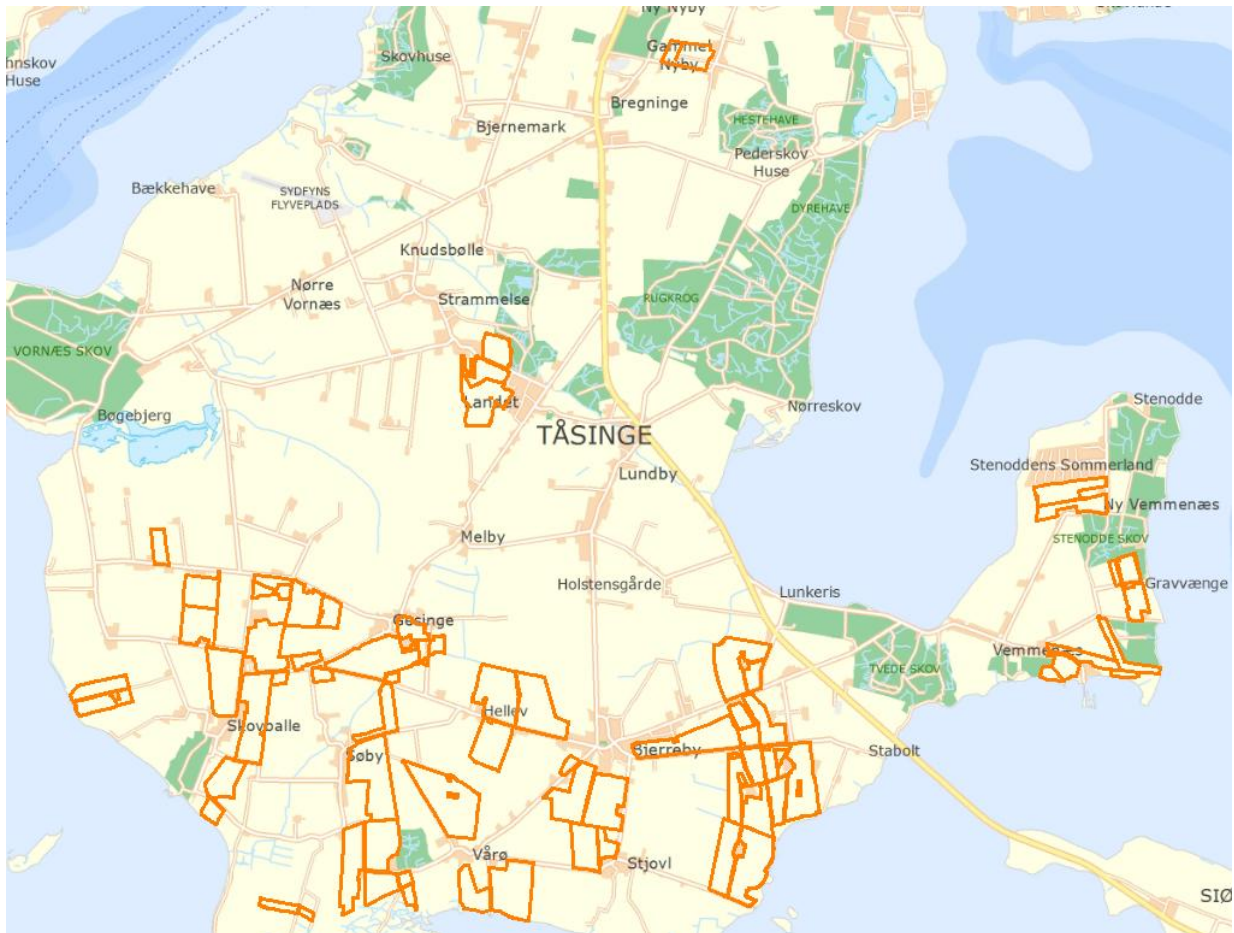 Ny Nyby
Skovhuse
Gammel
Nyby
Huse
Bregninge
Bjernemark
HESTEHAVE
Pederskov
Huse
Bækkehave
SYDFYNS
FLYVEPLADS
DYREHAVE
Knudsbølle
Nørre
Vornæs
Strammelse
RUGKROG
VORNÆS SKOV
Landet
Nørreskov
Stenodde
Bøgebjerg
TÅSINGE
Lundby
Stenoddens Sommerland
Ny Vemmenæs
Melby
STENODDE SKOV
Holstensgårde
Lunkeris
Gravvænge
Gesinge
Vemmenæs
TVEDE SKOV
Hellev
Skovballe
Søby
Bjerreby
Stabolt
Vårø
Stjovl
SIØ